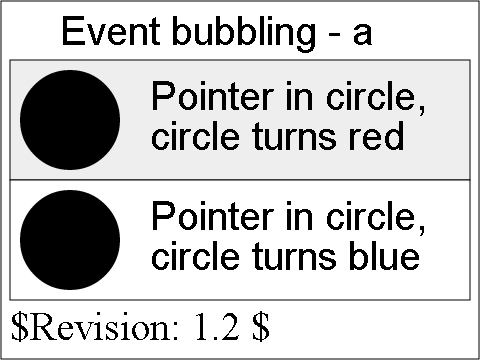 Event bubbling - a
Pointer in circle,
circle turns red
Pointer in circle,
circle turns blue
$Revision: 1.2 $